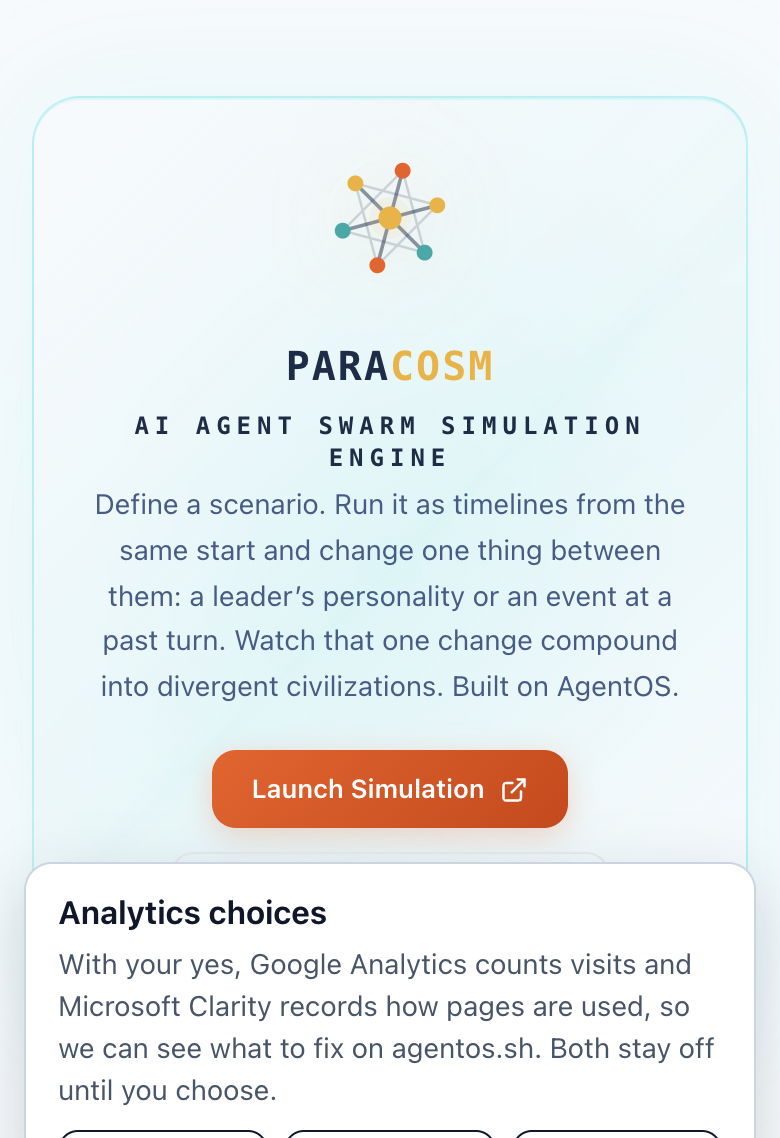 PARACOSM
AI AGENT SWARM SIMULATION
ENGINE
Define a scenario. Run it as timelines from the
same start and change one thing between
them: a leader’s personality or an event at a
past turn. Watch that one change compound
into divergent civilizations. Built on AgentOS.
Launch Simulation
Analytics choices
With your yes, Google Analytics counts visits and
Microsoft Clarity records how pages are used, so
we can see what to fix on agentos.sh. Both stay off
until you choose.